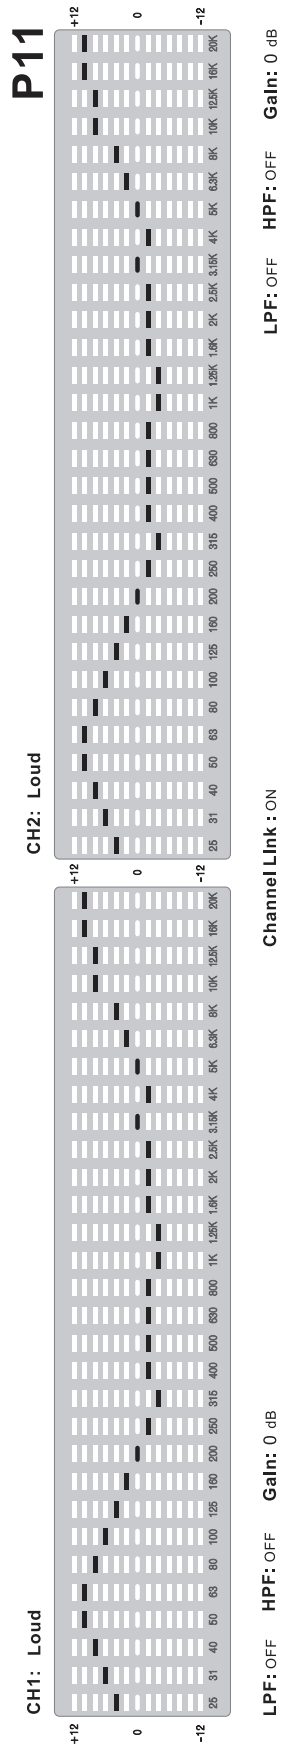 P11
CH1: Loud
CH2: Loud
+12 +12 +12
0 0 0
-12 -12 -12
25 31 40 50 63 80 100 125 160 200 250 315 400 500 630 800 1K 1.25K 1.6K 2K 2.5K 3.15K 4K 5K 6.3K 8K 10K 12.5K 16K 20K
25 31 40 50 63 80 100 125 160 200 250 315 400 500 630 800 1K 1.25K 1.6K 2K 2.5K 3.15K 4K 5K 6.3K 8K 10K 12.5K 16K 20K
LPF: OFF HPF: OFF Gain: 0 dB
Channel Link : ON
LPF: OFF HPF: OFF Gain: 0 dB